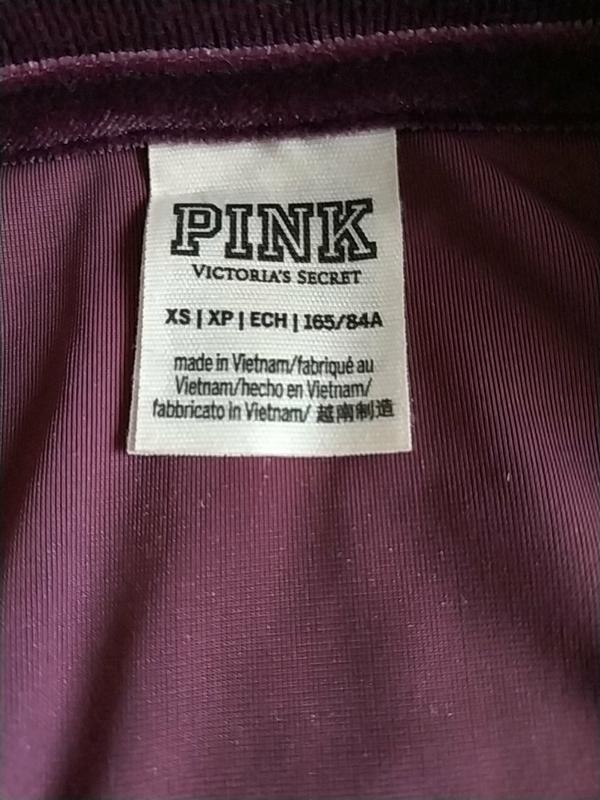 PINK
VICTORIA'S SECRET
XS | XP | ECH | 165/84A
made in Vietnam/fabriqué au
Vietnam/hecho en Vietnam/
fabbricato in Vietnam/ 越南制造